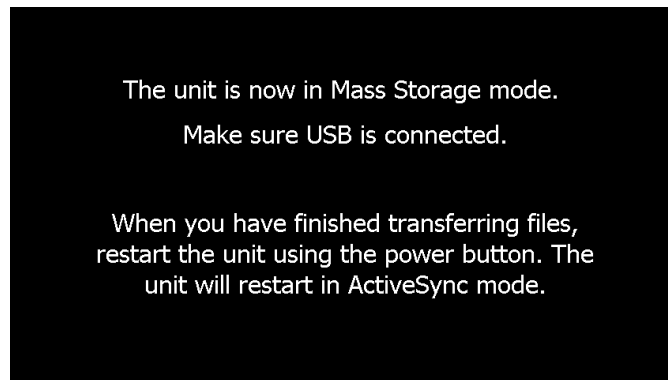 The unit is now in Mass Storage mode.
Make sure USB is connected.
When you have finished transferring files,
restart the unit using the power button. The
unit will restart in ActiveSync mode.